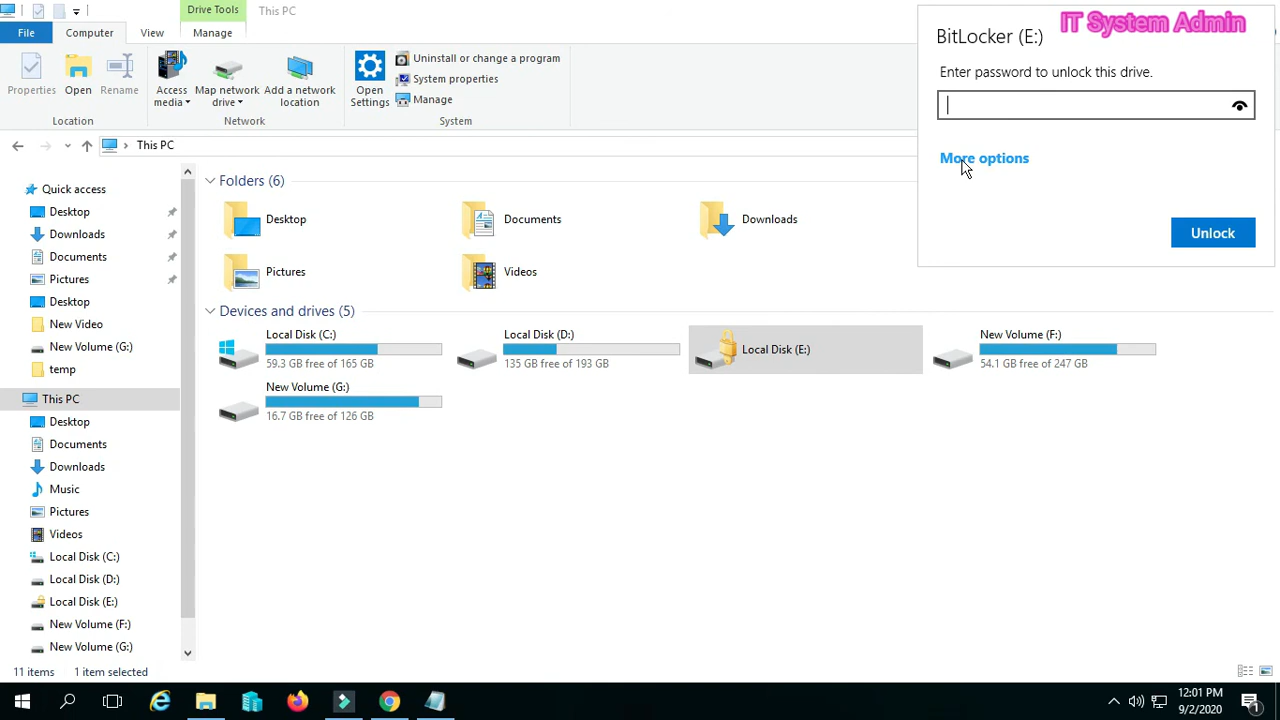 Drive Tools
This PC
File
Computer
View
Manage
Properties
Open
Rename
Access media
Map network drive
Add a network location
Open Settings
Uninstall or change a program
System properties
Manage
Location
Network
System
This PC
Quick access
Desktop
Downloads
Documents
Pictures
Desktop
New Video
New Volume (G:)
temp
This PC
Desktop
Documents
Downloads
Music
Pictures
Videos
Local Disk (C:)
Local Disk (D:)
Local Disk (E:)
New Volume (F:)
New Volume (G:)
Folders (6)
Desktop
Documents
Downloads
Pictures
Videos
Devices and drives (5)
Local Disk (C:)
59.3 GB free of 165 GB
Local Disk (D:)
135 GB free of 193 GB
Local Disk (E:)
New Volume (F:)
54.1 GB free of 247 GB
New Volume (G:)
16.7 GB free of 126 GB
IT System Admin
BitLocker (E:)
Enter password to unlock this drive.
More options
Unlock
11 items
1 item selected
12:01 PM
9/2/2020
1